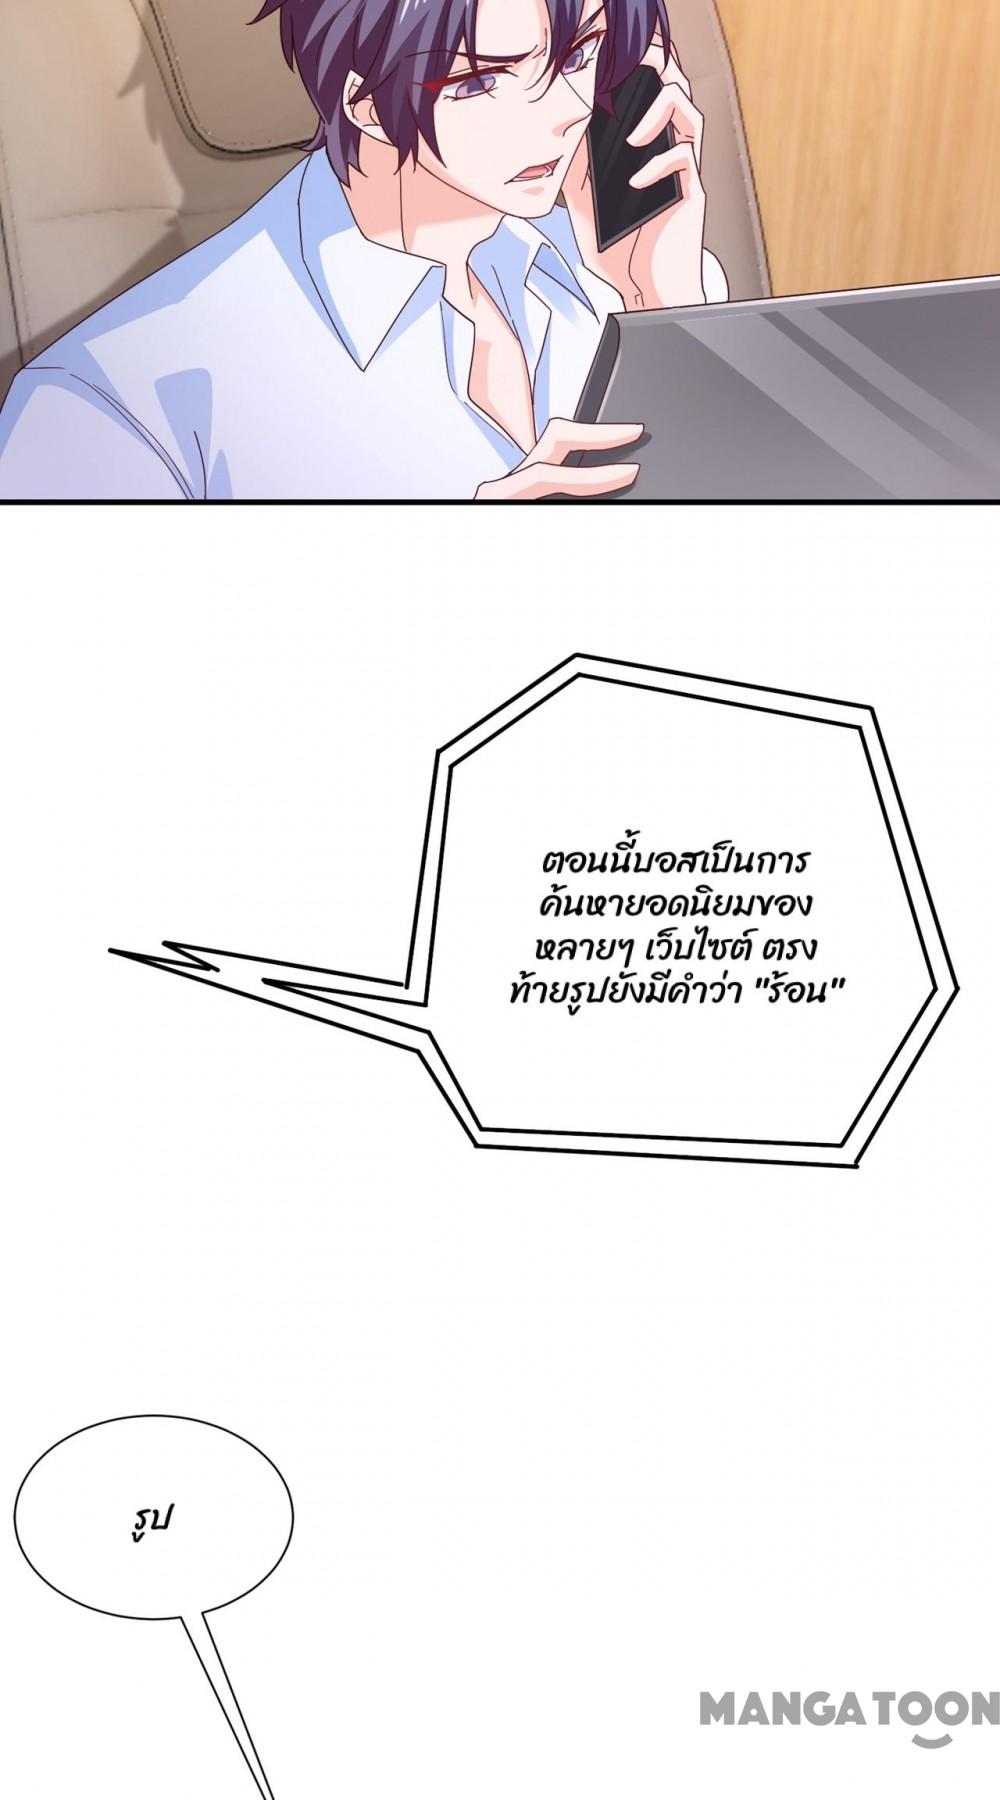 ตอนนี้บอสเป็นการ
ค้นหายอดนิยมของ
หลายๆ เว็บไซต์ ตรง
ท้ายรูปยังมีคำว่า "ร้อน"
รูป
MANGATOON